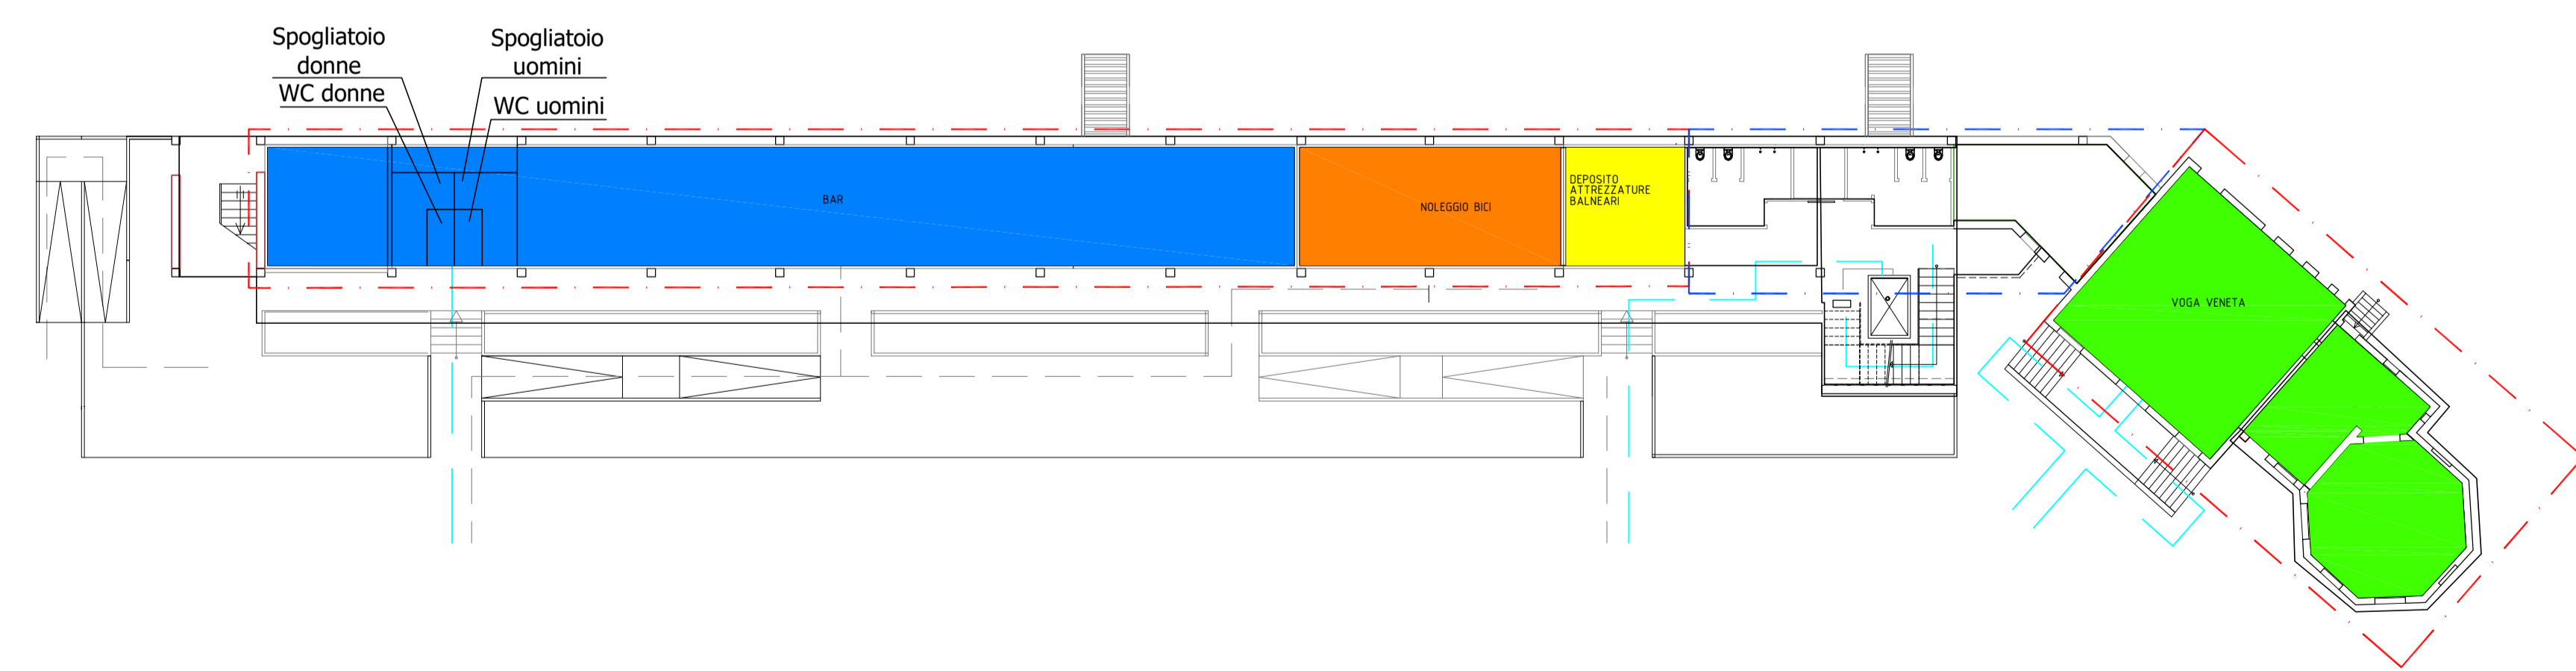 Spogliatoio
donne
WC donne
Spogliatoio
uomini
WC uomini
BAR
NOLEGGIO BICI
DEPOSITO
ATTREZZATURE
BALNEARI
VOGA VENETA